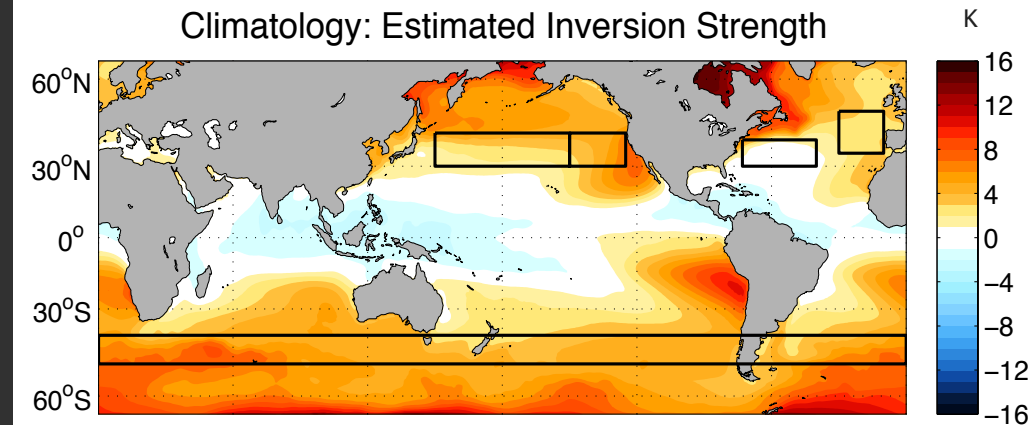 Climatology: Estimated Inversion Strength
K
60°N
30°N
0°
30°S
60°S
16
12
8
4
0
−4
−8
−12
−16